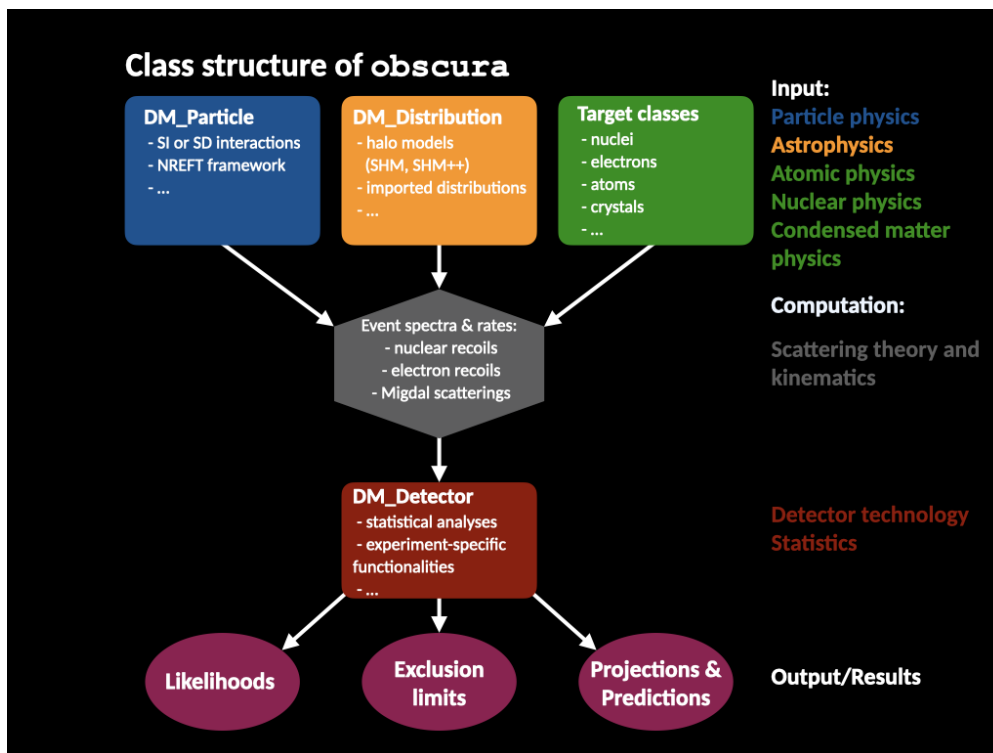 Class structure of obscura
DM_Particle
- SI or SD interactions
- NREFT framework
- ...
DM_Distribution
- halo models
(SHM, SHM++)
- imported distributions
- ...
Target classes
- nuclei
- electrons
- atoms
- crystals
- ...
Input:
Particle physics
Astrophysics
Atomic physics
Nuclear physics
Condensed matter
physics
Event spectra & rates:
- nuclear recoils
- electron recoils
- Migdal scatterings
Computation:
Scattering theory and
kinematics
DM_Detector
- statistical analyses
- experiment-specific
functionalities
- ...
Detector technology
Statistics
Likelihoods
Exclusion
limits
Projections &
Predictions
Output/Results